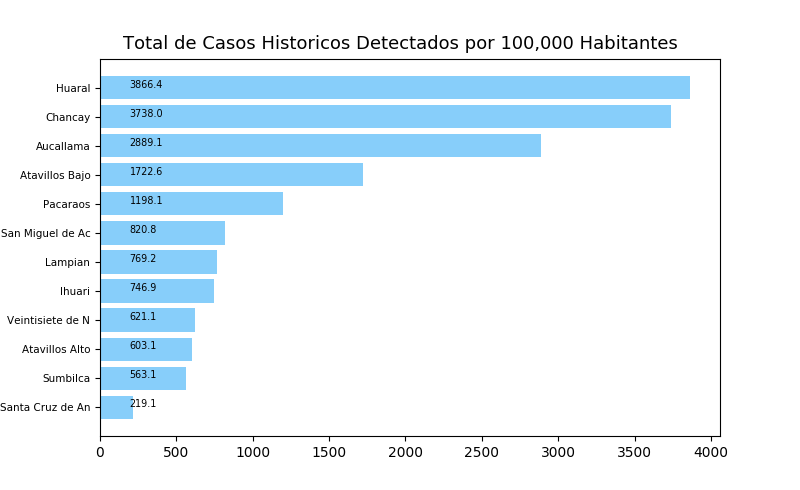 Total de Casos Historicos Detectados por 100,000 Habitantes
Huaral 3866.4
Chancay 3738.0
Aucallama 2889.1
Atavillos Bajo 1722.6
Pacaraos 1198.1
San Miguel de Ac 820.8
Lampian 769.2
Ihuari 746.9
Veintisiete de N 621.1
Atavillos Alto 603.1
Sumbilca 563.1
Santa Cruz de An 219.1
0 500 1000 1500 2000 2500 3000 3500 4000